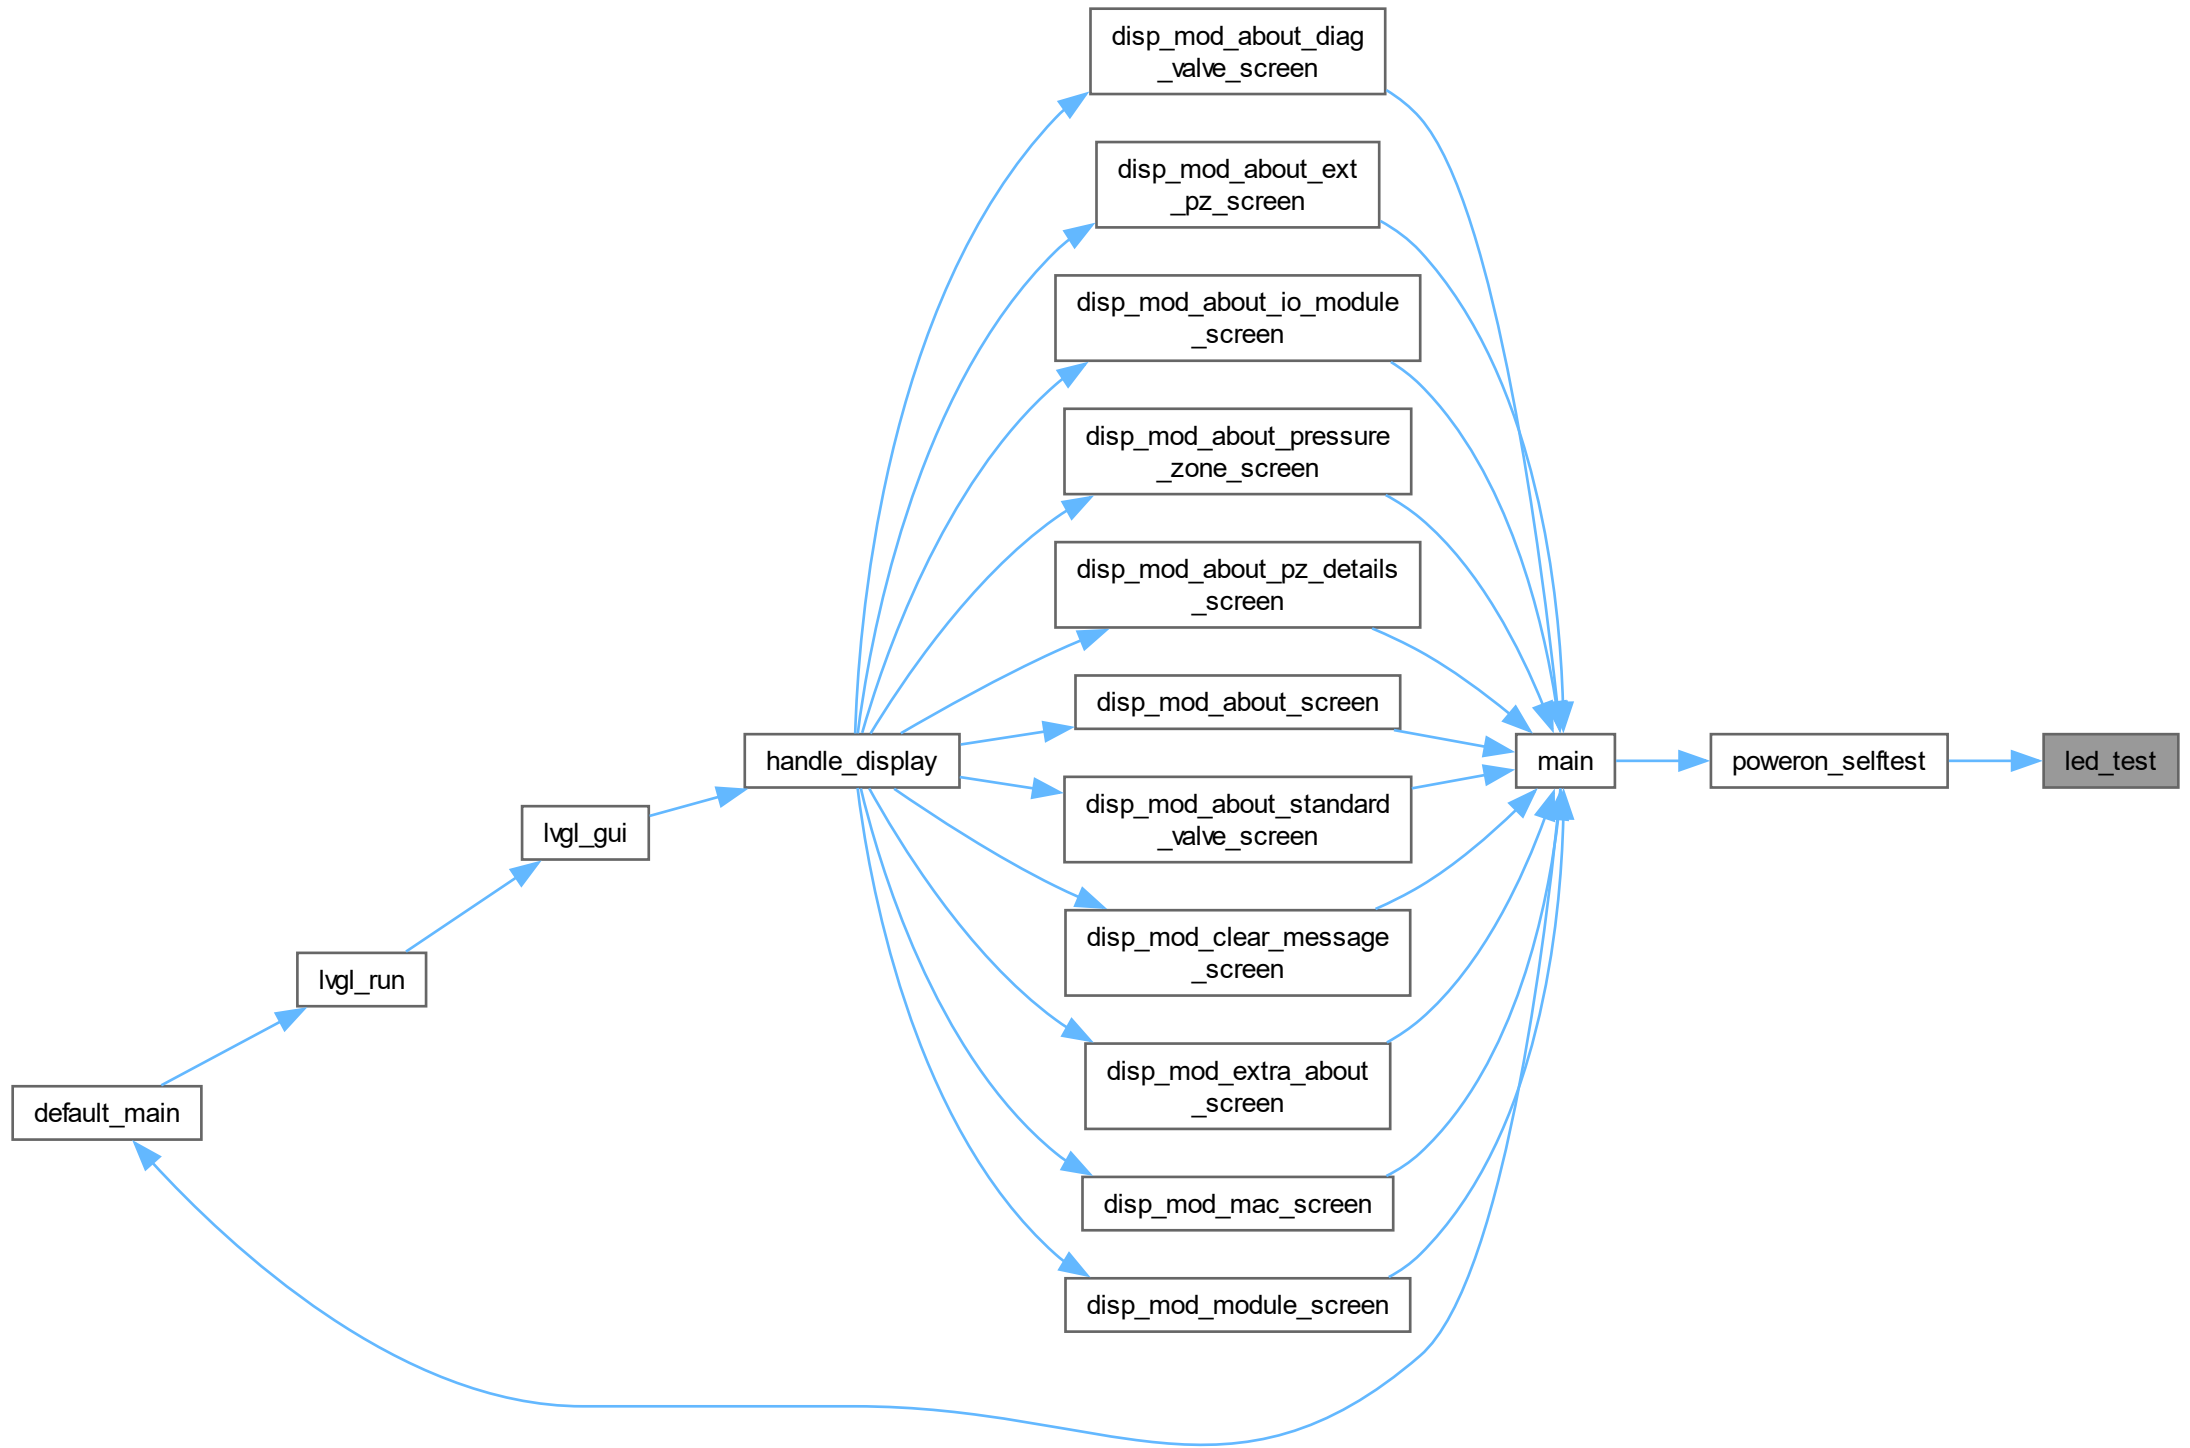 disp_mod_about_diag
_valve_screen
disp_mod_about_ext
_pz_screen
disp_mod_about_io_module
_screen
disp_mod_about_pressure
_zone_screen
disp_mod_about_pz_details
_screen
disp_mod_about_screen
handle_display
main
poweron_selftest
led_test
disp_mod_about_standard
_valve_screen
lvgl_gui
disp_mod_clear_message
_screen
lvgl_run
disp_mod_extra_about
_screen
default_main
disp_mod_mac_screen
disp_mod_module_screen